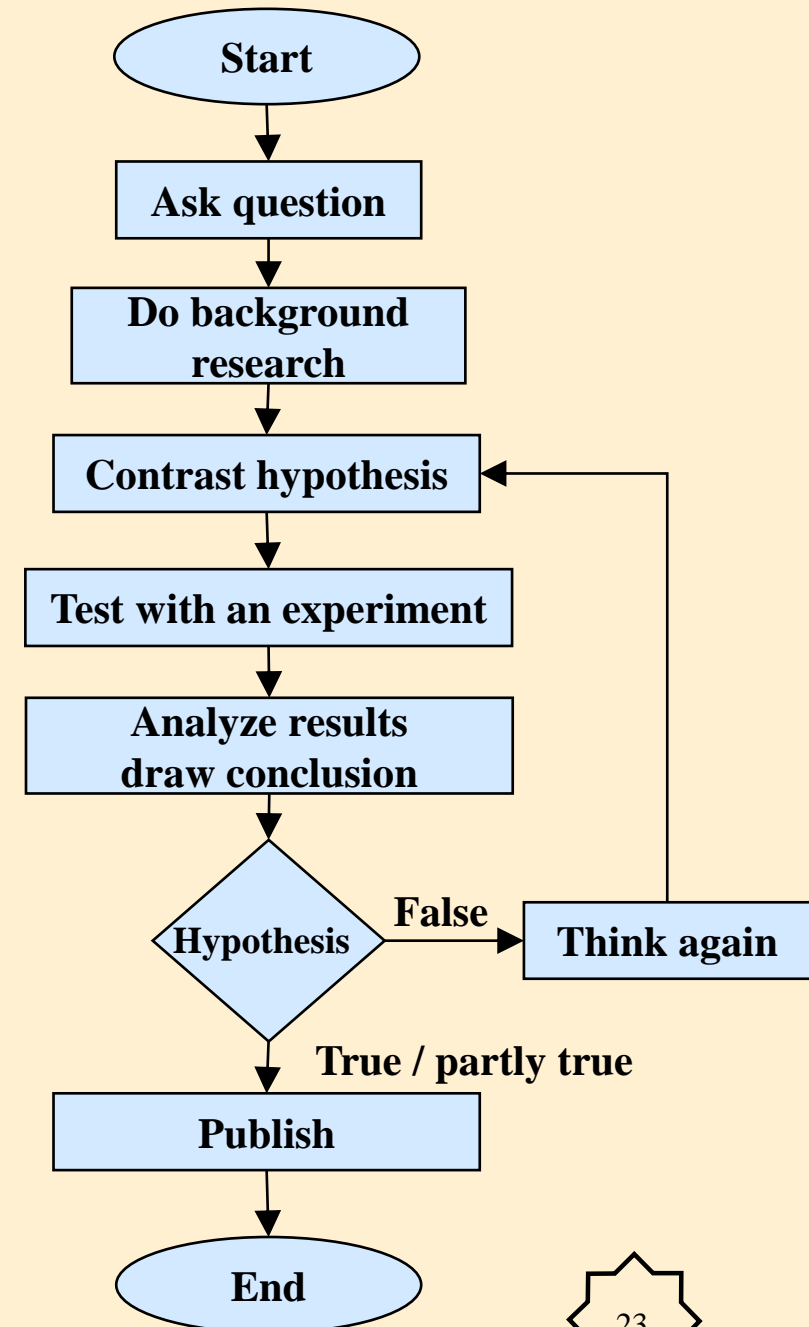 Start
Ask question
Do background
research
Contrast hypothesis
Test with an experiment
Analyze results
draw conclusion
Hypothesis
False
Think again
True / partly true
Publish
End
23